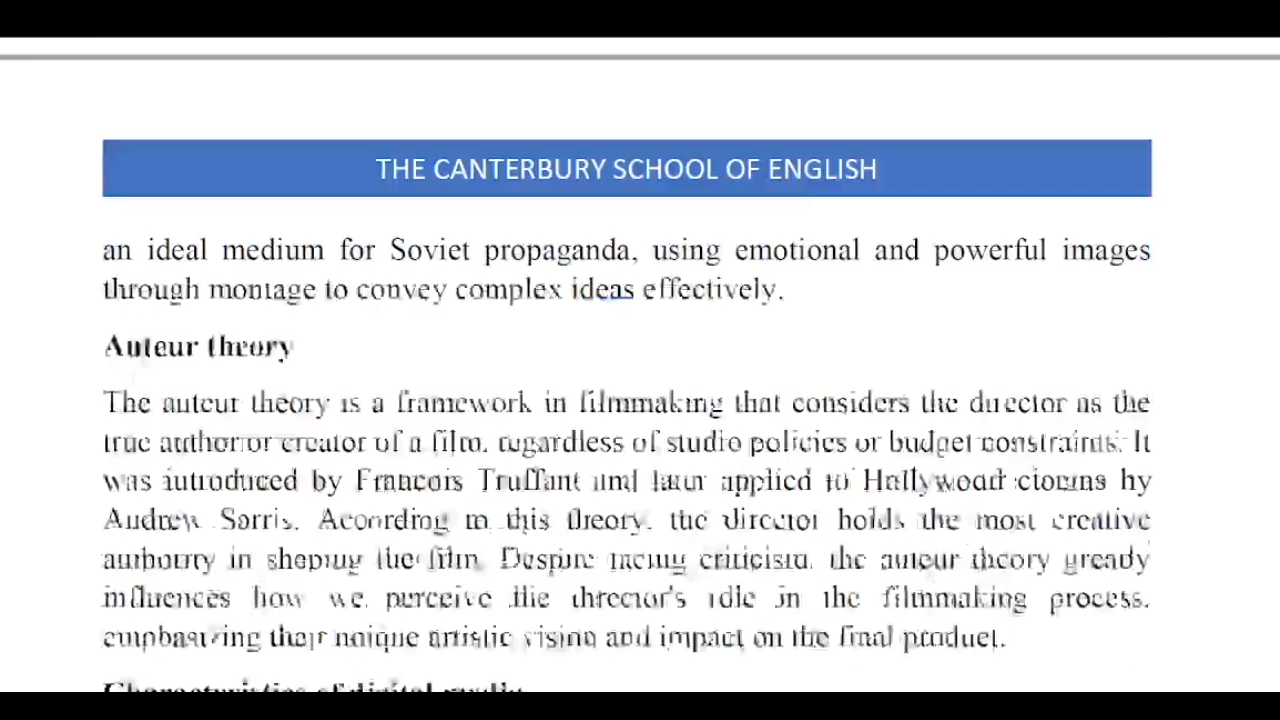 THE CANTERBURY SCHOOL OF ENGLISH
an ideal medium for Soviet propaganda, using emotional and powerful images
through montage to convey complex ideas effectively.
Auteur theory
The auteur theory is a framework in filmmaking that considers the director as the
true author or creator of a film, regardless of studio policies or budget constraints. It
was introduced by and later applied to Hollywood by
Andrew Sarris. According to this theory, the director holds the most creative
authority in shaping the film. Despite facing criticism, the auteur theory greatly
influences how we perceive the director's role in the filmmaking process,
emphasizing their unique artistic vision and impact on the final product.
Characteristics of digital media